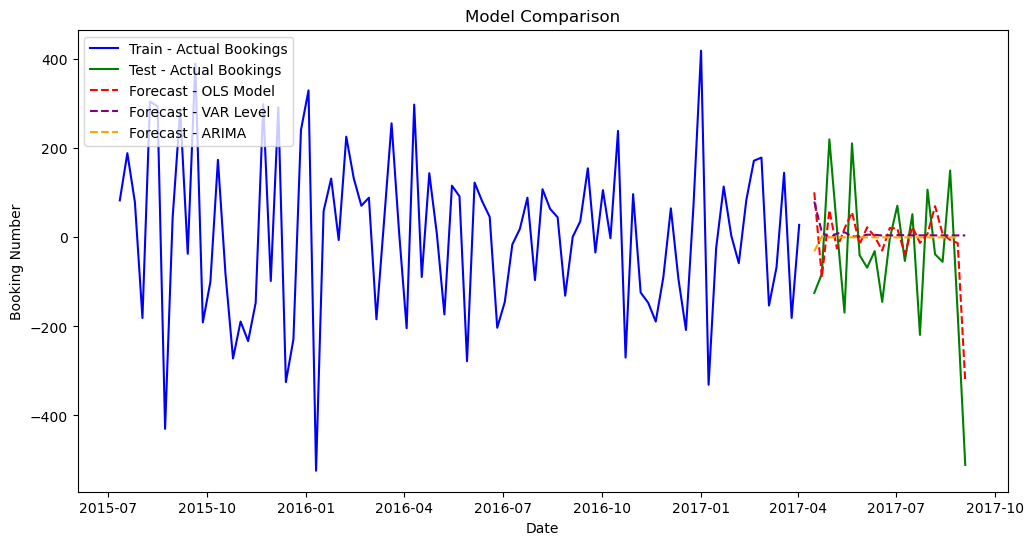 Model Comparison
Train - Actual Bookings
Test - Actual Bookings
Forecast - OLS Model
Forecast - VAR Level
Forecast - ARIMA
Booking Number
400
200
0
−200
−400
2015-07 2015-10 2016-01 2016-04 2016-07 2016-10 2017-01 2017-04 2017-07 2017-10
Date